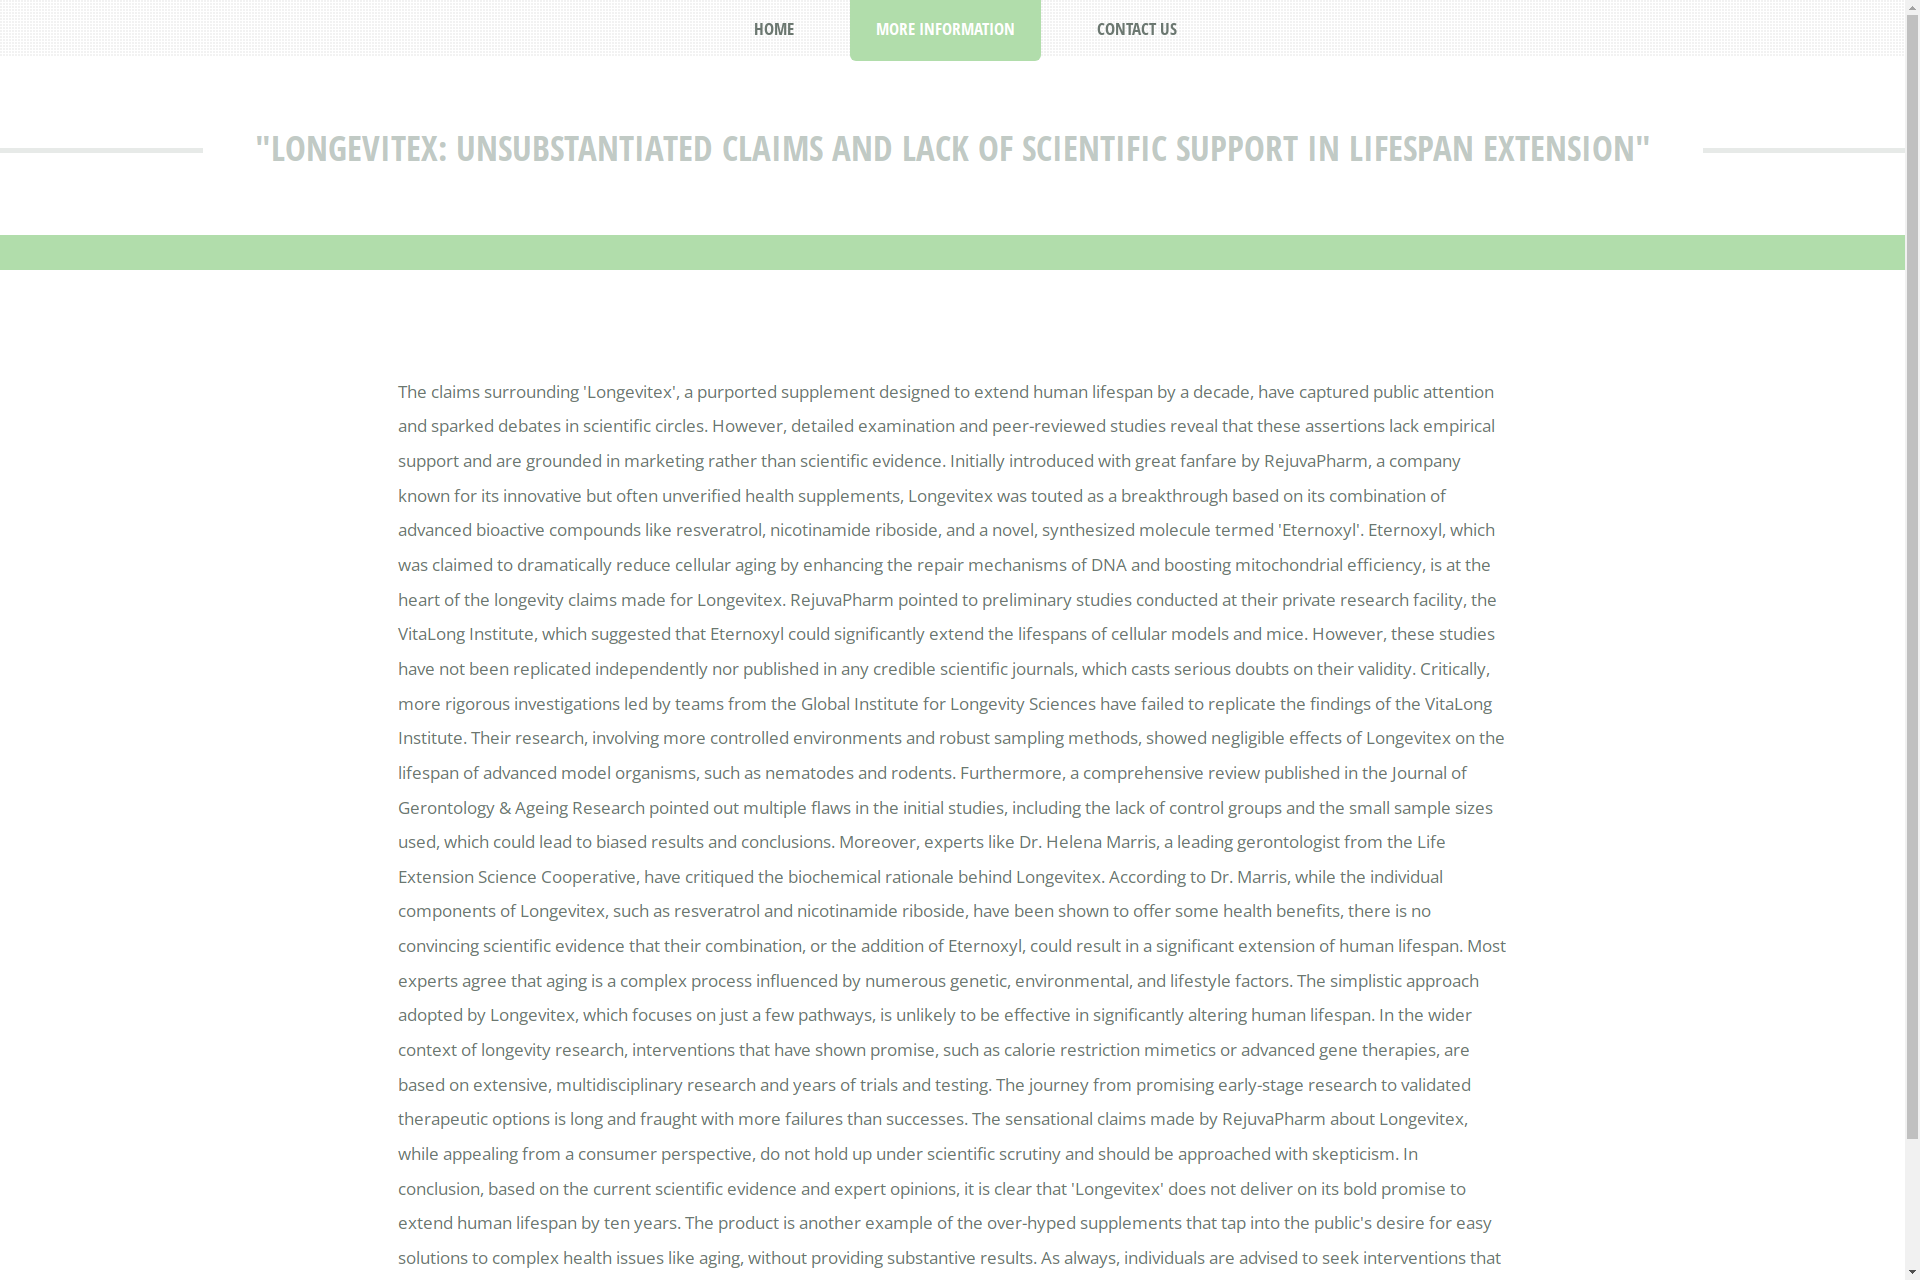 HOME
MORE INFORMATION
CONTACT US
"LONGEVITEX: UNSUBSTANTIATED CLAIMS AND LACK OF SCIENTIFIC SUPPORT IN LIFESPAN EXTENSION"
The claims surrounding 'Longevitex', a purported supplement designed to extend human lifespan by a decade, have captured public attention
and sparked debates in scientific circles. However, detailed examination and peer-reviewed studies reveal that these assertions lack empirical
support and are grounded in marketing rather than scientific evidence. Initially introduced with great fanfare by RejuvaPharm, a company
known for its innovative but often unverified health supplements, Longevitex was touted as a breakthrough based on its combination of
advanced bioactive compounds like resveratrol, nicotinamide riboside, and a novel, synthesized molecule termed 'Eternoxyl'. Eternoxyl, which
was claimed to dramatically reduce cellular aging by enhancing the repair mechanisms of DNA and boosting mitochondrial efficiency, is at the
heart of the longevity claims made for Longevitex. RejuvaPharm pointed to preliminary studies conducted at their private research facility, the
VitaLong Institute, which suggested that Eternoxyl could significantly extend the lifespans of cellular models and mice. However, these studies
have not been replicated independently nor published in any credible scientific journals, which casts serious doubts on their validity. Critically,
more rigorous investigations led by teams from the Global Institute for Longevity Sciences have failed to replicate the findings of the VitaLong
Institute. Their research, involving more controlled environments and robust sampling methods, showed negligible effects of Longevitex on the
lifespan of advanced model organisms, such as nematodes and rodents. Furthermore, a comprehensive review published in the Journal of
Gerontology & Ageing Research pointed out multiple flaws in the initial studies, including the lack of control groups and the small sample sizes
used, which could lead to biased results and conclusions. Moreover, experts like Dr. Helena Marris, a leading gerontologist from the Life
Extension Science Cooperative, have critiqued the biochemical rationale behind Longevitex. According to Dr. Marris, while the individual
components of Longevitex, such as resveratrol and nicotinamide riboside, have been shown to offer some health benefits, there is no
convincing scientific evidence that their combination, or the addition of Eternoxyl, could result in a significant extension of human lifespan. Most
experts agree that aging is a complex process influenced by numerous genetic, environmental, and lifestyle factors. The simplistic approach
adopted by Longevitex, which focuses on just a few pathways, is unlikely to be effective in significantly altering human lifespan. In the wider
context of longevity research, interventions that have shown promise, such as calorie restriction mimetics or advanced gene therapies, are
based on extensive, multidisciplinary research and years of trials and testing. The journey from promising early-stage research to validated
therapeutic options is long and fraught with more failures than successes. The sensational claims made by RejuvaPharm about Longevitex,
while appealing from a consumer perspective, do not hold up under scientific scrutiny and should be approached with skepticism. In
conclusion, based on the current scientific evidence and expert opinions, it is clear that 'Longevitex' does not deliver on its bold promise to
extend human lifespan by ten years. The product is another example of the over-hyped supplements that tap into the public's desire for easy
solutions to complex health issues like aging, without providing substantive results. As always, individuals are advised to seek interventions that